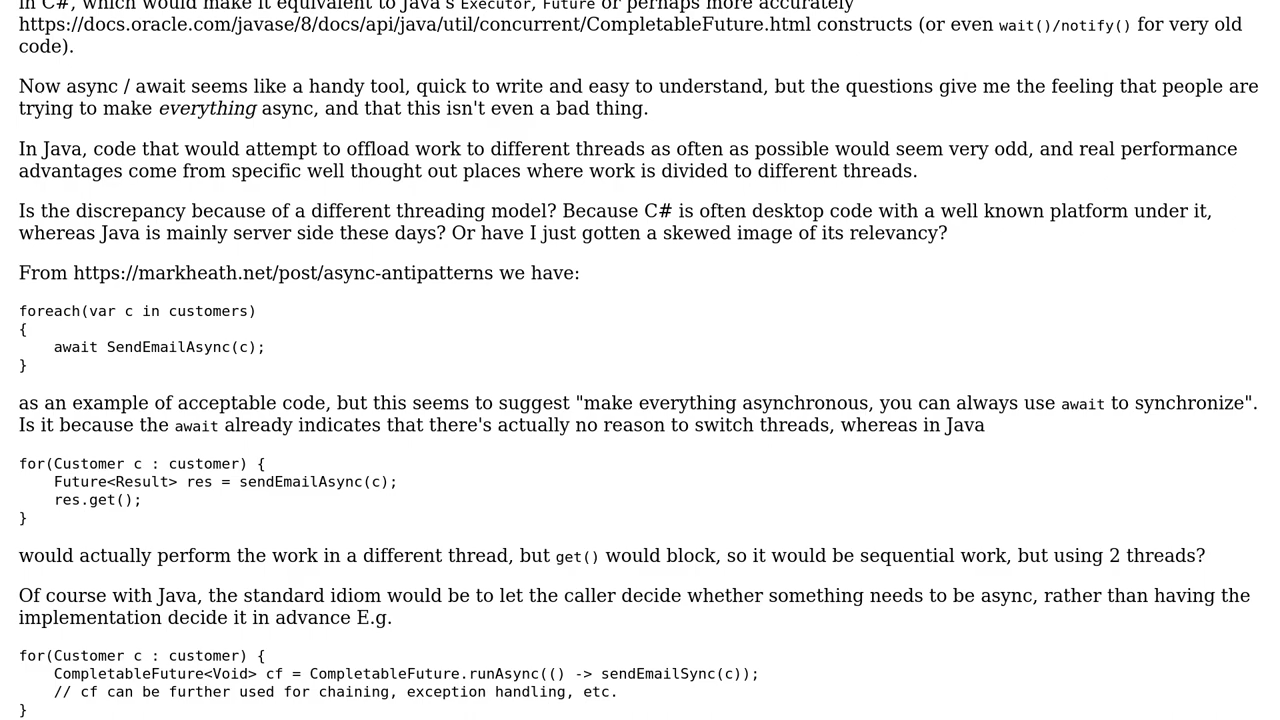 in C#, which would make it equivalent to Java's Executor, Future or perhaps more accurately
https://docs.oracle.com/javase/8/docs/api/java/util/concurrent/CompletableFuture.html constructs (or even wait()/notify() for very old
code).
Now async / await seems like a handy tool, quick to write and easy to understand, but the questions give me the feeling that people are
trying to make everything async, and that this isn't even a bad thing.
In Java, code that would attempt to offload work to different threads as often as possible would seem very odd, and real performance
advantages come from specific well thought out places where work is divided to different threads.
Is the discrepancy because of a different threading model? Because C# is often desktop code with a well known platform under it,
whereas Java is mainly server side these days? Or have I just gotten a skewed image of its relevancy?
From https://markheath.net/post/async-antipatterns we have:
foreach(var c in customers)
{
    await SendEmailAsync(c);
}
as an example of acceptable code, but this seems to suggest "make everything asynchronous, you can always use await to synchronize".
Is it because the await already indicates that there's actually no reason to switch threads, whereas in Java
for(Customer c : customer) {
    Future<Result> res = sendEmailAsync(c);
    res.get();
}
would actually perform the work in a different thread, but get() would block, so it would be sequential work, but using 2 threads?
Of course with Java, the standard idiom would be to let the caller decide whether something needs to be async, rather than having the
implementation decide it in advance E.g.
for(Customer c : customer) {
    CompletableFuture<Void> cf = CompletableFuture.runAsync(() -> sendEmailSync(c));
    // cf can be further used for chaining, exception handling, etc.
}